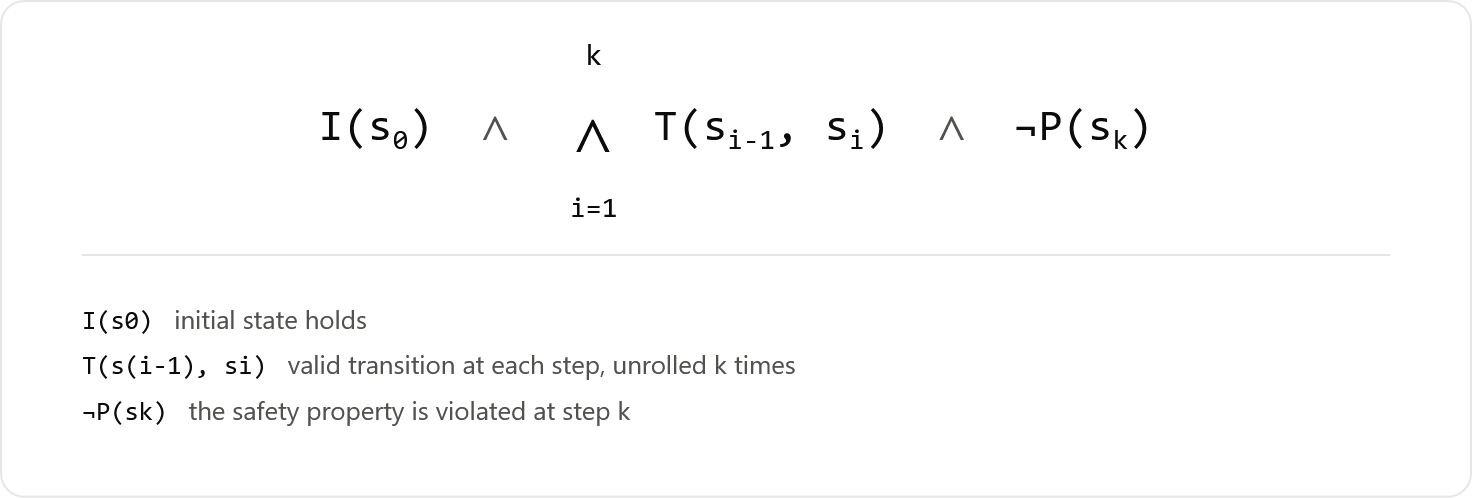 k
I(s₀) ∧ ∧ T(sᵢ₋₁, sᵢ) ∧ ¬P(sₖ)
i=1
I(s0) initial state holds
T(s(i-1), si) valid transition at each step, unrolled k times
¬P(sk) the safety property is violated at step k